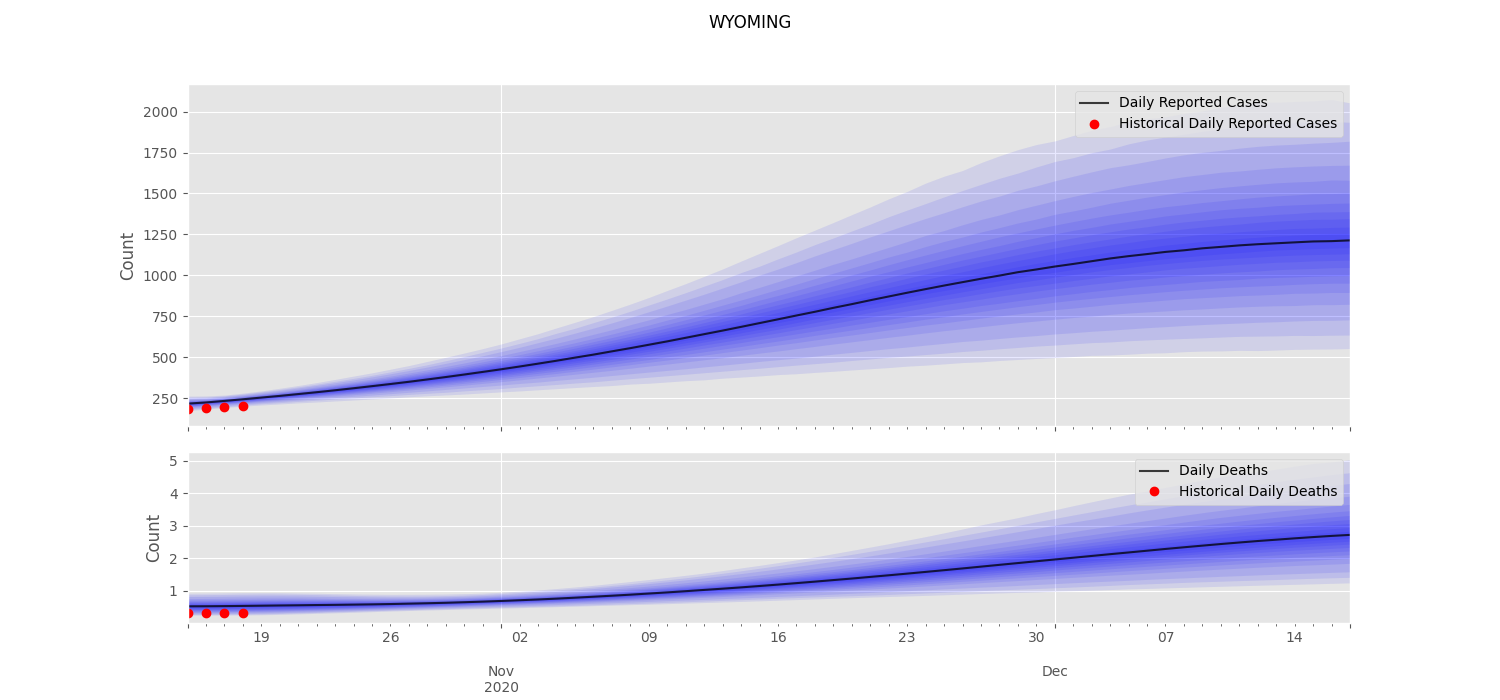 WYOMING
Daily Reported Cases
Historical Daily Reported Cases
2000
1750
1500
1250
1000
750
500
250
Count
Daily Deaths
Historical Daily Deaths
5
4
3
2
1
Count
19 26 02 09 16 23 30 07 14
Nov Dec
2020